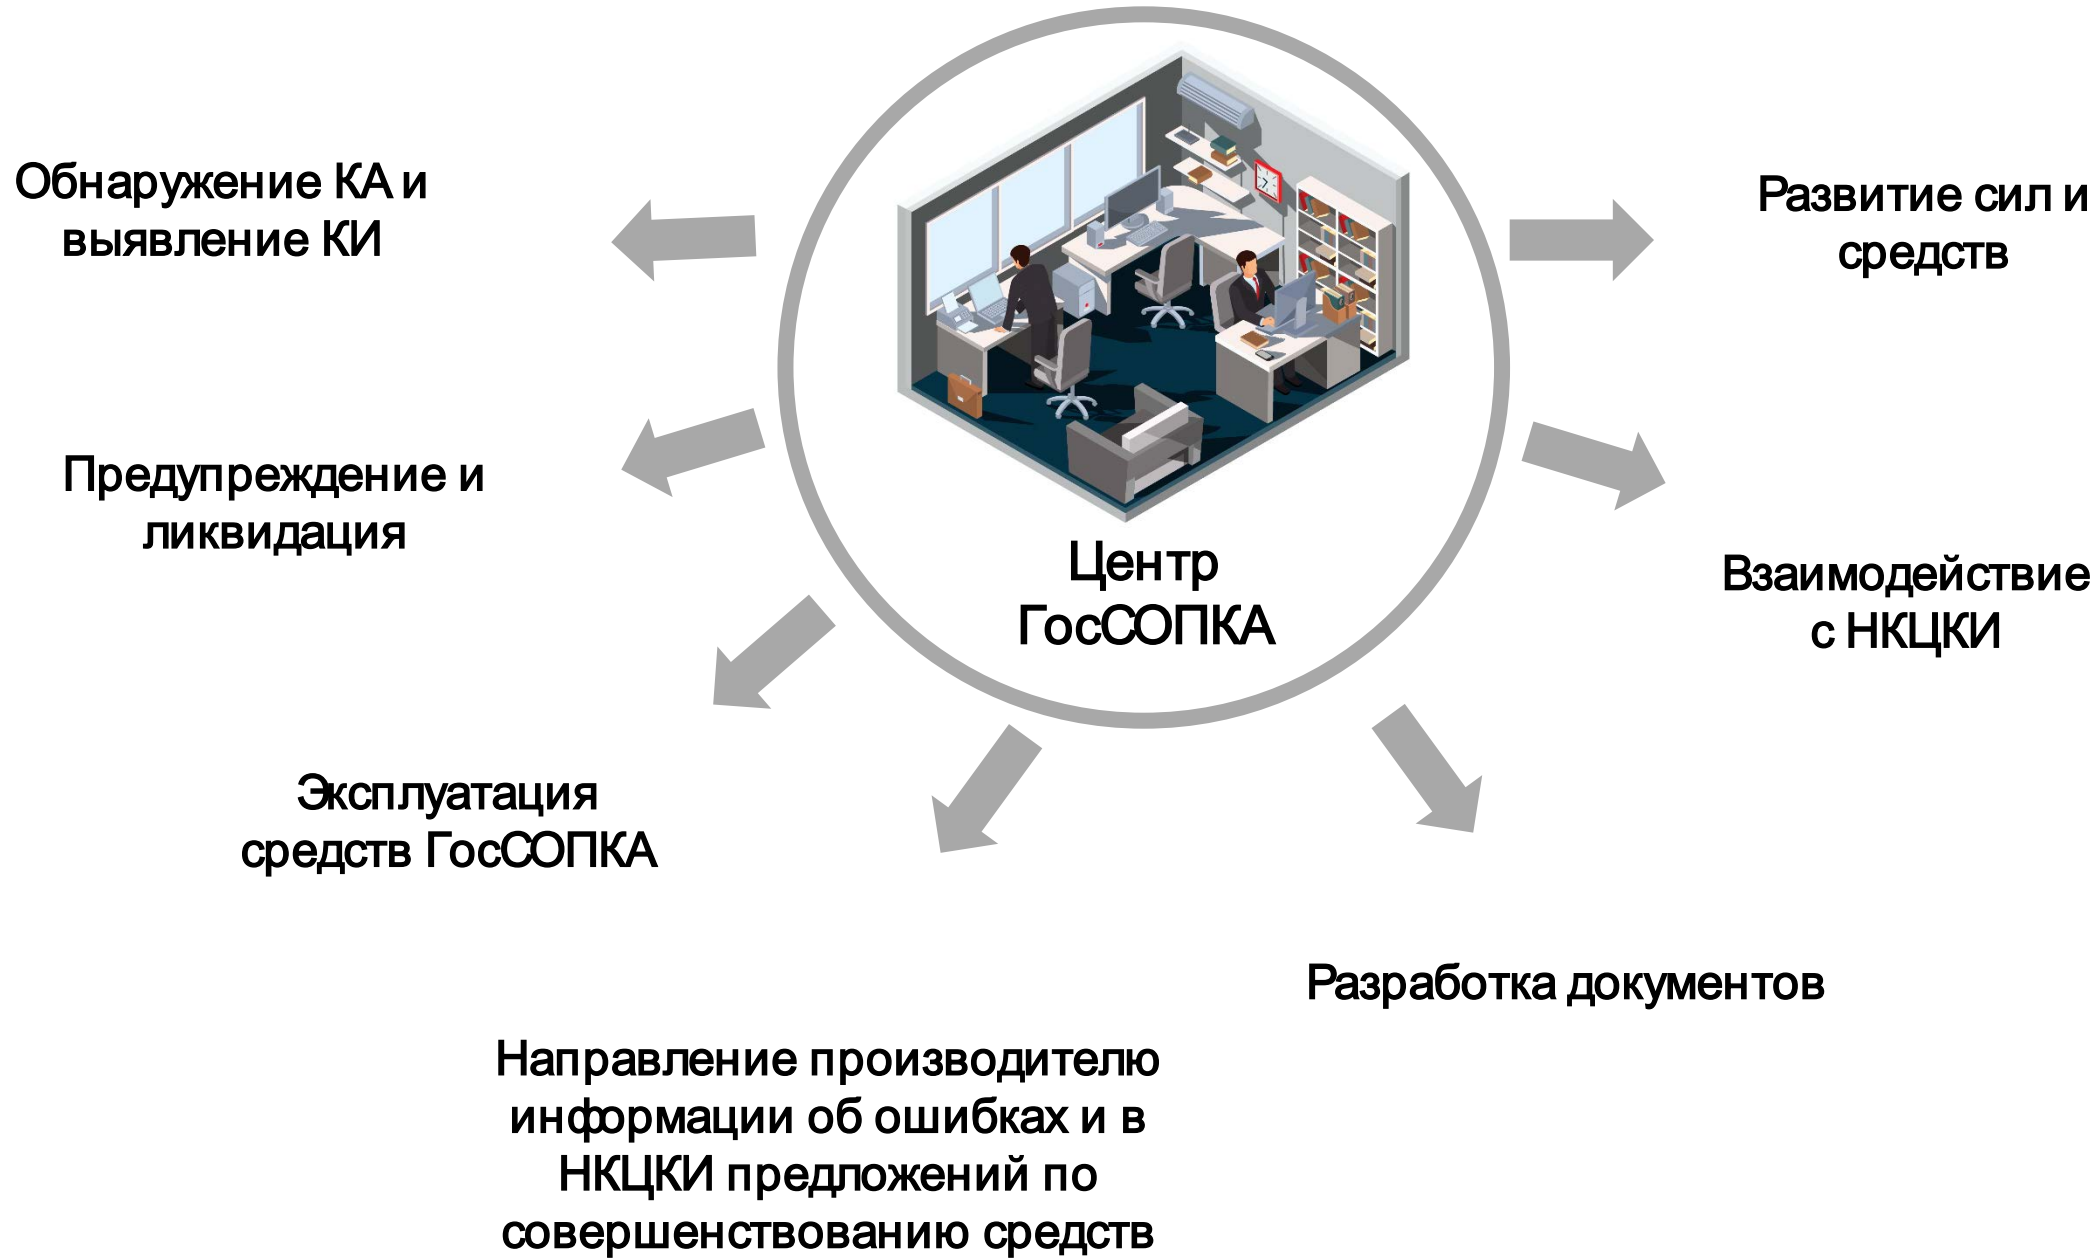 Обнаружение КА и
выявление КИ
Предупреждение и
ликвидация
Эксплуатация
средств ГосСОПКА
Направление производителю
информации об ошибках и в
НКЦКИ предложений по
совершенствованию средств
Центр
ГосСОПКА
Развитие сил и
средств
Взаимодействие
с НКЦКИ
Разработка документов